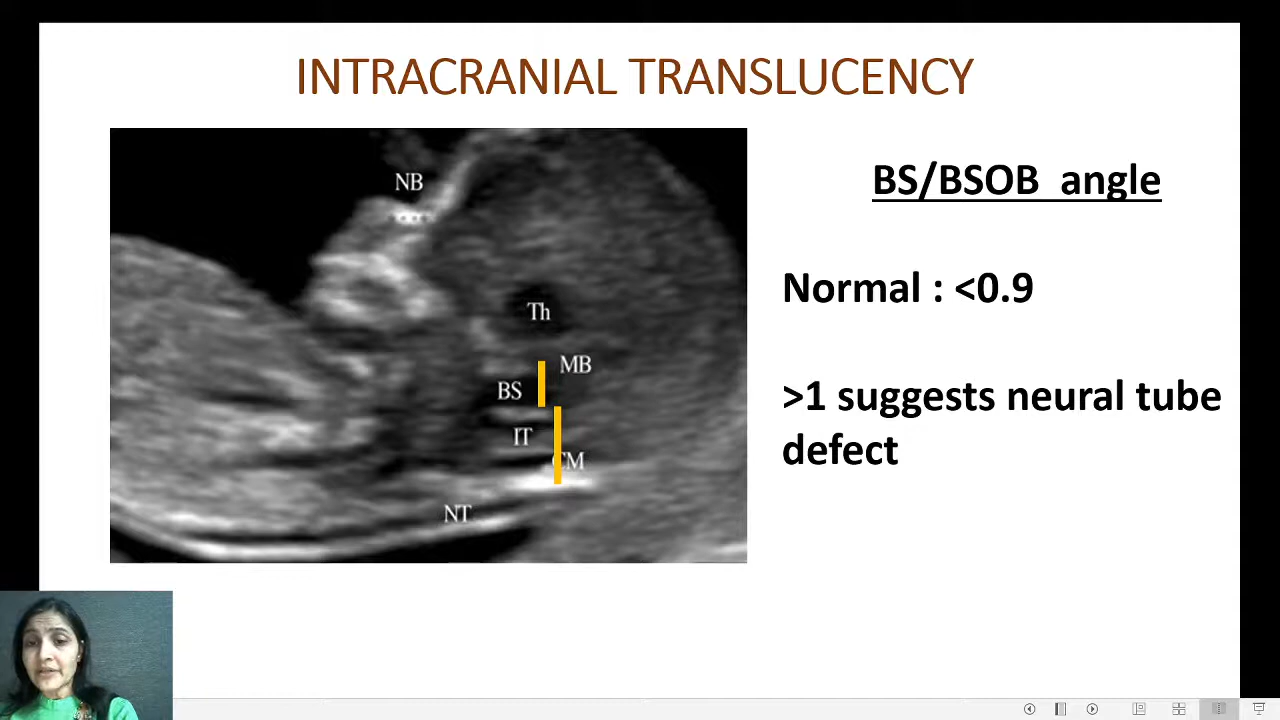 INTRACRANIAL TRANSLUCENCY
NB
Th
MB
BS
IT
CM
NT
BS/BSOB angle
Normal : <0.9
>1 suggests neural tube
defect